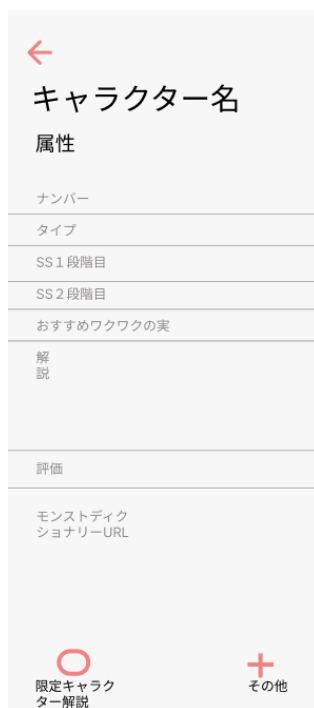 キャラクター名
属性
ナンバー
タイプ
SS１段階目
SS２段階目
おすすめワクワクの実
解
説
評価
モンストディク
ショナリーURL
限定キャラク
ター解説
その他